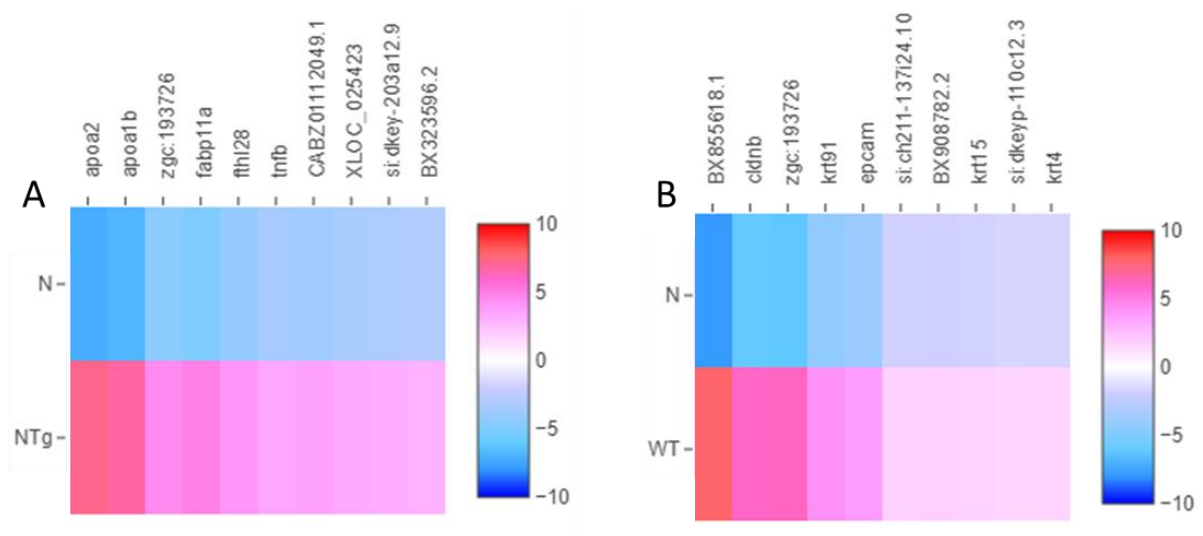 A
apoa2
apoa1b
zgc:193726
fabp11a
fthl28
tnfb
CABZ01112049.1
XLOC_025423
si:dkey-203a12.9
BX323596.2
N
NTg
10
5
0
−5
−10
B
BX855618.1
cldnb
zgc:193726
krt91
epcam
si:ch211-137i24.10
BX908782.2
krt15
si:dkeyp-110c12.3
krt4
N
WT
10
5
0
−5
−10